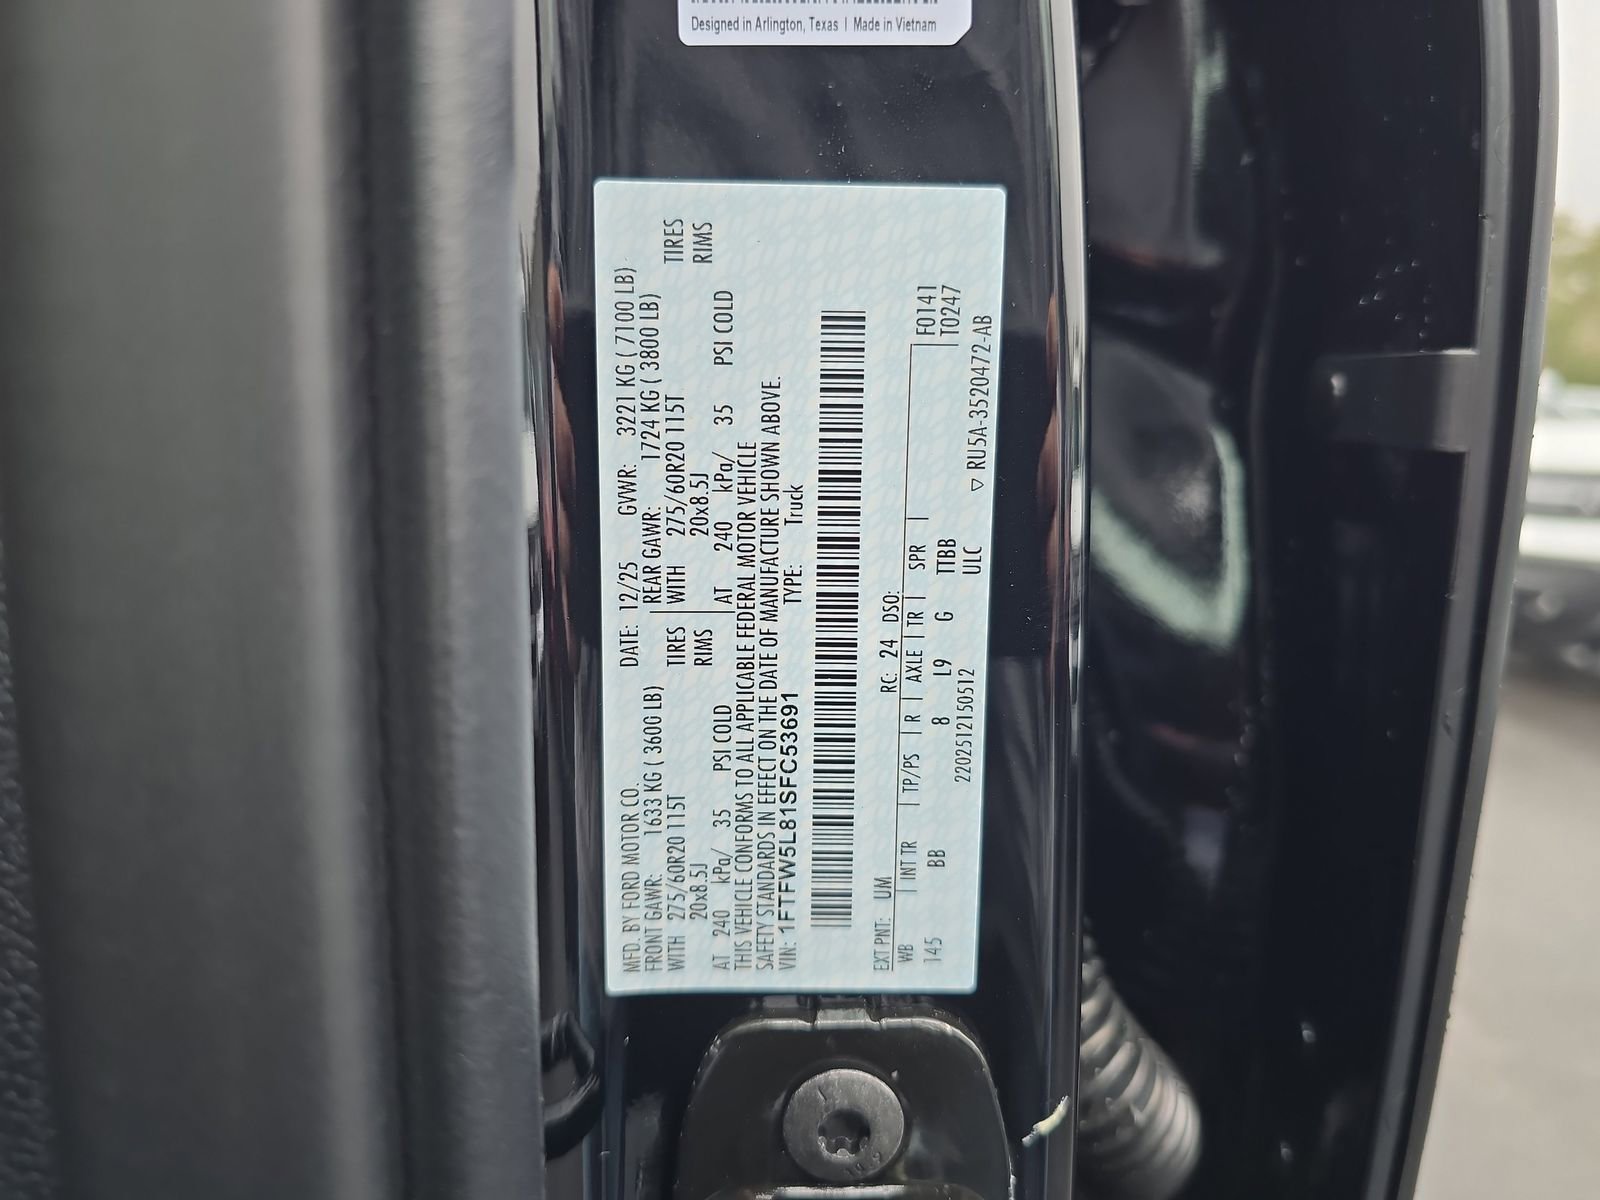 Designed in Arlington, Texas | Made in Vietnam
MFD. BY FORD MOTOR CO. DATE: 12/25 GVWR: 3221 KG ( 7100 LB)
FRONT GAWR: 1633 KG ( 3600 LB) REAR GAWR: 1724 KG ( 3800 LB)
WITH 275/60R20 115T TIRES WITH 275/60R20 115T TIRES
20x8.5J RIMS 20x8.5J RIMS
AT 240 kPa/ 35 PSI COLD AT 240 kPa/ 35 PSI COLD
THIS VEHICLE CONFORMS TO ALL APPLICABLE FEDERAL MOTOR VEHICLE
SAFETY STANDARDS IN EFFECT ON THE DATE OF MANUFACTURE SHOWN ABOVE.
VIN: 1FTFW5L81SFC53691 TYPE: Truck
EXT PNT: UM RC: 24 DSO:
WB | INT TR | TP/PS | R | AXLE | TR | SPR | F0141
145 BB 8 L9 G TTBB T0247
2202512150512 ULC ▽ RU5A-3520472-AB